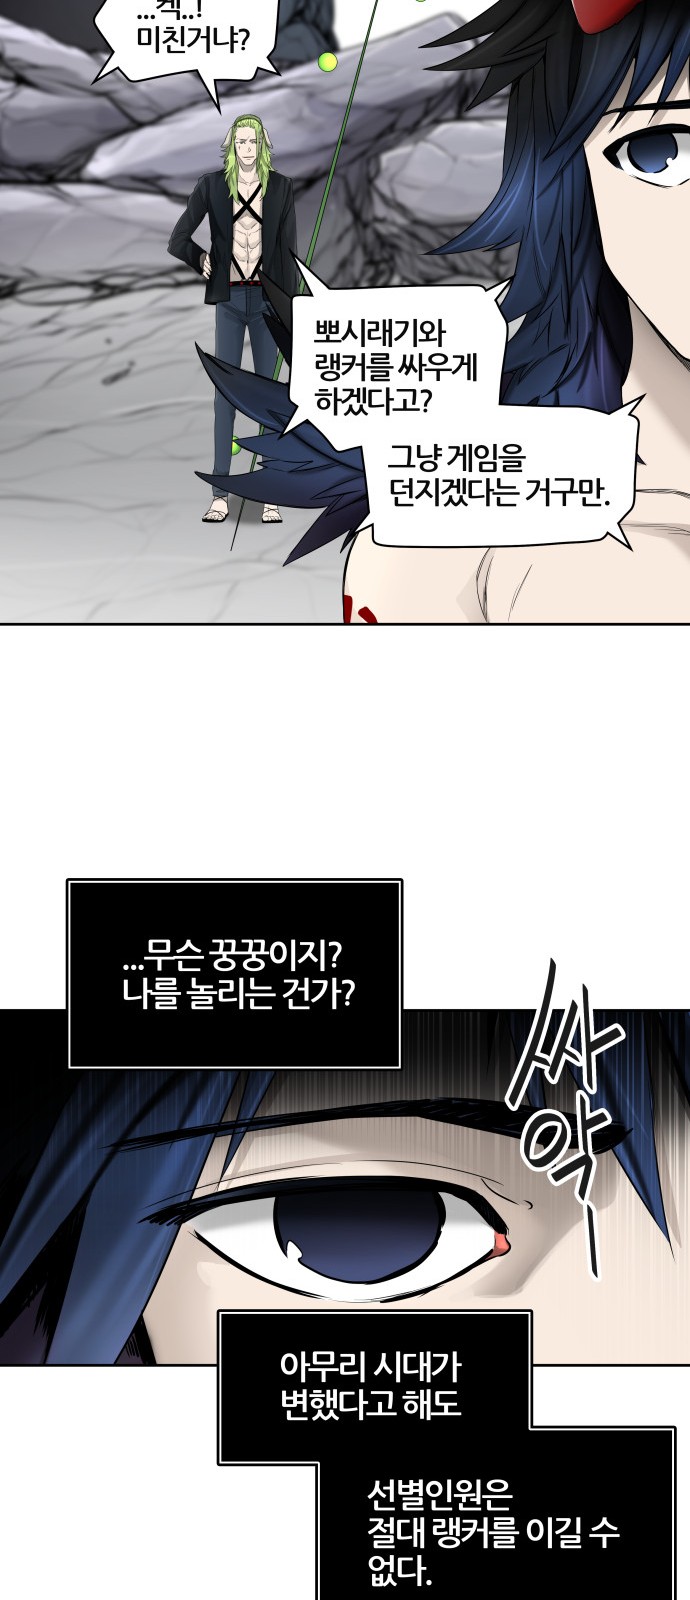 ...켁..!
미친거냐?
뽀시래기와
랭커를 싸우게
하겠다고?
그냥 게임을
던지겠다는 거구만.
...무슨 꿍꿍이지?
나를 놀리는 건가?
싸
아
아무리 시대가
변했다고 해도
선별인원은
절대 랭커를 이길 수
없다.